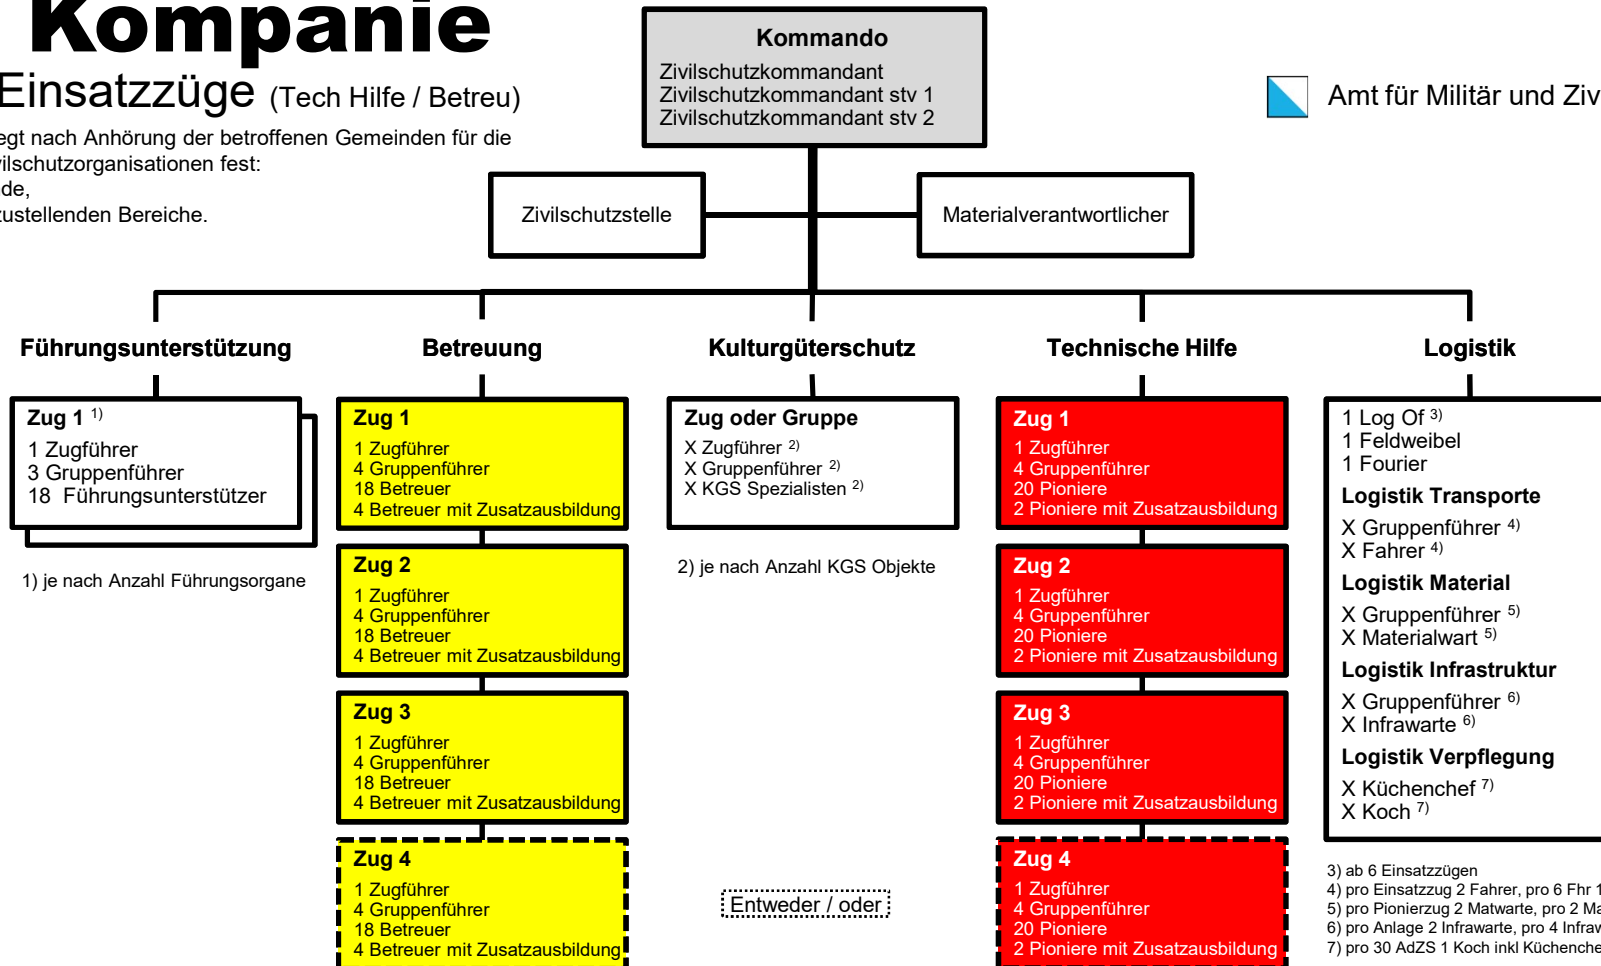 Kompanie
Einsatzzüge (Tech Hilfe / Betreu)
nach Anhörung der betroffenen Gemeinden für die
fest:
Kommando
Zivilschutzkommandant
Zivilschutzkommandant stv 1
Zivilschutzkommandant stv 2
Amt für Militär und
Zivilschutzstelle
Materialverantwortlicher
Bereiche.
Führungsunterstützung
Zug 1 1)
1 Zugführer
3 Gruppenführer
18 Führungsunterstützer
1) je nach Anzahl Führungsorgane
Betreuung
Zug 1
1 Zugführer
4 Gruppenführer
18 Betreuer
4 Betreuer mit Zusatzausbildung
Zug 2
1 Zugführer
4 Gruppenführer
18 Betreuer
4 Betreuer mit Zusatzausbildung
Zug 3
1 Zugführer
4 Gruppenführer
18 Betreuer
4 Betreuer mit Zusatzausbildung
Zug 4
1 Zugführer
4 Gruppenführer
18 Betreuer
4 Betreuer mit Zusatzausbildung
Kulturgüterschutz
Zug oder Gruppe
X Zugführer 2)
X Gruppenführer 2)
X KGS Spezialisten 2)
2) je nach Anzahl KGS Objekte
Entweder / oder
Technische Hilfe
Zug 1
1 Zugführer
4 Gruppenführer
20 Pioniere
2 Pioniere mit Zusatzausbildung
Zug 2
1 Zugführer
4 Gruppenführer
20 Pioniere
2 Pioniere mit Zusatzausbildung
Zug 3
1 Zugführer
4 Gruppenführer
20 Pioniere
2 Pioniere mit Zusatzausbildung
Zug 4
1 Zugführer
4 Gruppenführer
20 Pioniere
2 Pioniere mit Zusatzausbildung
Logistik
1 Log Of 3)
1 Feldweibel
1 Fourier
Logistik Transporte
X Gruppenführer 4)
X Fahrer 4)
Logistik Material
X Gruppenführer 5)
X Materialwart 5)
Logistik Infrastruktur
X Gruppenführer 6)
X Infrawarte 6)
Logistik Verpflegung
X Küchenchef 7)
X Koch 7)
3) ab 6 Einsatzzügen
4) pro Einsatzzug 2 Fahrer, pro 6 Fhr 1
5) pro Pionierzug 2 Matwarte, pro 2
6) pro Anlage 2 Infrawarte, pro 4
7) pro 30 AdZS 1 Koch inkl